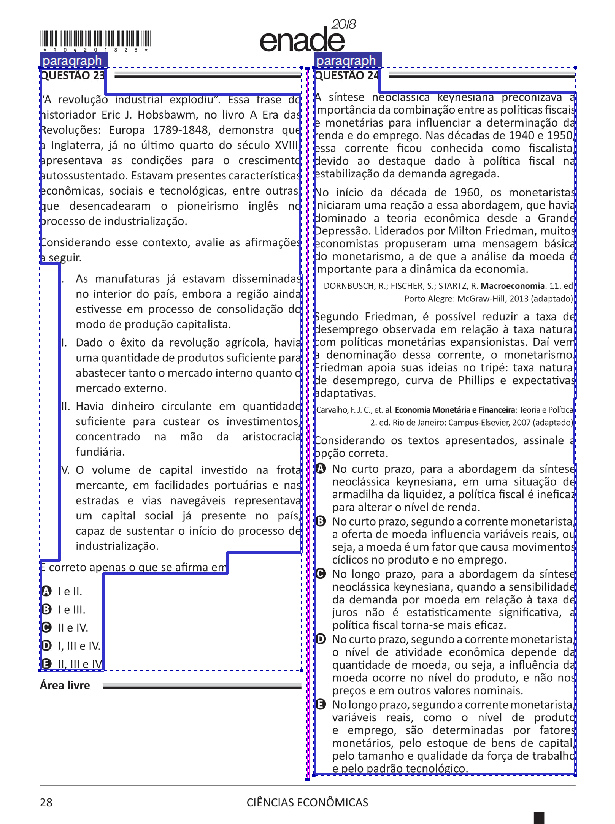 *R0420182B*
enade2018
paragraph
QUESTÃO 23
"A revolução industrial explodiu". Essa frase do
historiador Eric J. Hobsbawm, no livro A Era das
Revoluções: Europa 1789-1848, demonstra que
a Inglaterra, já no último quarto do século XVIII,
apresentava as condições para o crescimento
autossustentado. Estavam presentes características
econômicas, sociais e tecnológicas, entre outras,
que desencadearam o pioneirismo inglês no
processo de industrialização.
Considerando esse contexto, avalie as afirmações
a seguir.
I. As manufaturas já estavam disseminadas
no interior do país, embora a região ainda
estivesse em processo de consolidação do
modo de produção capitalista.
II. Dado o êxito da revolução agrícola, havia
uma quantidade de produtos suficiente para
abastecer tanto o mercado interno quanto o
mercado externo.
III. Havia dinheiro circulante em quantidade
suficiente para custear os investimentos,
concentrado na mão da aristocracia
fundiária.
IV. O volume de capital investido na frota
mercante, em facilidades portuárias e nas
estradas e vias navegáveis representava
um capital social já presente no país,
capaz de sustentar o início do processo de
industrialização.
É correto apenas o que se afirma em
A I e II.
B I e III.
C II e IV.
D I, III e IV.
E II, III e IV.
Área livre
paragraph
QUESTÃO 24
A síntese neoclássica keynesiana preconizava a
importância da combinação entre as políticas fiscais
e monetárias para influenciar a determinação da
renda e do emprego. Nas décadas de 1940 e 1950,
essa corrente ficou conhecida como fiscalista,
devido ao destaque dado à política fiscal na
estabilização da demanda agregada.
No início da década de 1960, os monetaristas
iniciaram uma reação a essa abordagem, que havia
dominado a teoria econômica desde a Grande
Depressão. Liderados por Milton Friedman, muitos
economistas propuseram uma mensagem básica
do monetarismo, a de que a análise da moeda é
importante para a dinâmica da economia.
DORNBUSCH, R.; FISCHER, S.; STARTZ, R. Macroeconomia. 11. ed.
Porto Alegre: McGraw-Hill, 2013 (adaptado).
Segundo Friedman, é possível reduzir a taxa de
desemprego observada em relação à taxa natural
com políticas monetárias expansionistas. Daí vem
a denominação dessa corrente, o monetarismo.
Friedman apoia suas ideias no tripé: taxa natural
de desemprego, curva de Phillips e expectativas
adaptativas.
Carvalho, F. J. C., et. al. Economia Monetária e Financeira: Teoria e Política.
2. ed. Rio de Janeiro: Campus-Elsevier, 2007 (adaptado).
Considerando os textos apresentados, assinale a
opção correta.
A No curto prazo, para a abordagem da síntese
neoclássica keynesiana, em uma situação de
armadilha da liquidez, a política fiscal é ineficaz
para alterar o nível de renda.
B No curto prazo, segundo a corrente monetarista,
a oferta de moeda influencia variáveis reais, ou
seja, a moeda é um fator que causa movimentos
cíclicos no produto e no emprego.
C No longo prazo, para a abordagem da síntese
neoclássica keynesiana, quando a sensibilidade
da demanda por moeda em relação à taxa de
juros não é estatisticamente significativa, a
política fiscal torna-se mais eficaz.
D No curto prazo, segundo a corrente monetarista,
o nível de atividade econômica depende da
quantidade de moeda, ou seja, a influência da
moeda ocorre no nível do produto, e não nos
preços e em outros valores nominais.
E No longo prazo, segundo a corrente monetarista,
variáveis reais, como o nível de produto
e emprego, são determinadas por fatores
monetários, pelo estoque de bens de capital,
pelo tamanho e qualidade da força de trabalho
e pelo padrão tecnológico.
28
CIÊNCIAS ECONÔMICAS